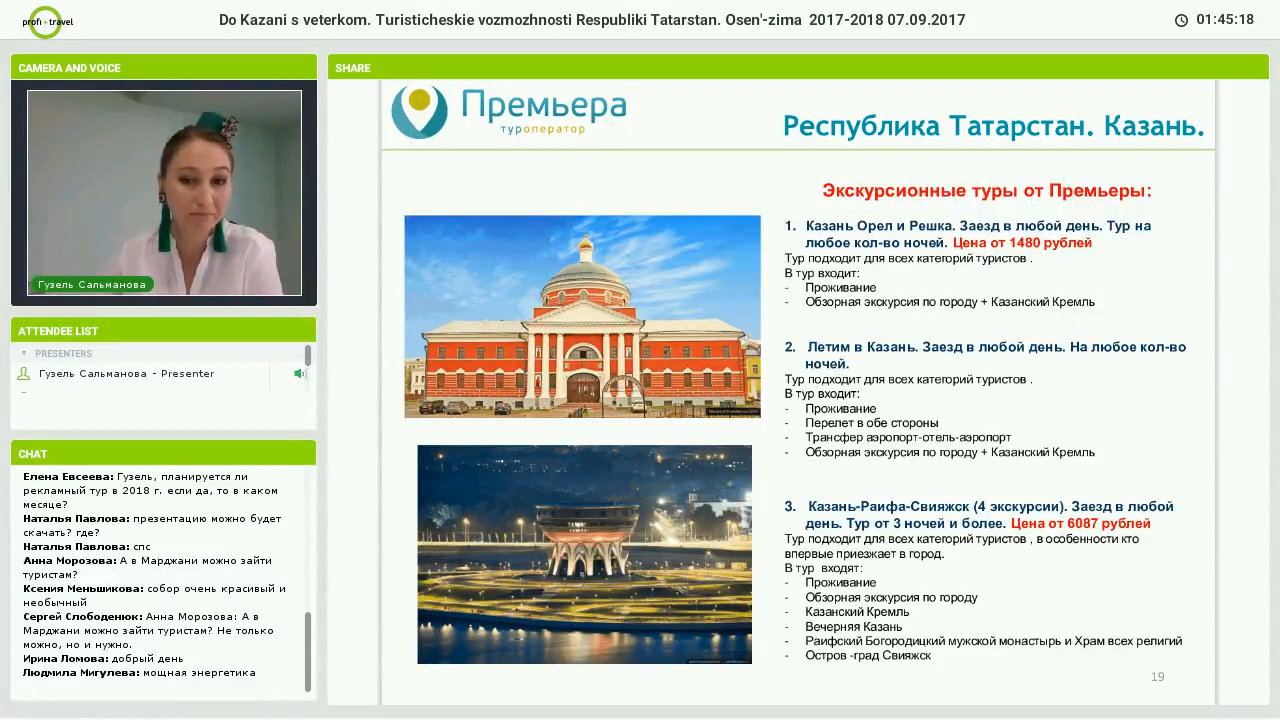 profi travel
Do Kazani s veterkom. Turisticheskie vozmozhnosti Respubliki Tatarstan. Osen'-zima 2017-2018 07.09.2017
01:45:18
CAMERA AND VOICE
Гузель Сальманова
ATTENDEE LIST
PRESENTERS
Гузель Сальманова - Presenter
CHAT
Елена Евсеева: Гузель, планируется ли
рекламный тур в 2018 г. если да, то в каком
месяце?
Наталья Павлова: презентацию можно будет
скачать? где?
Наталья Павлова: спс
Анна Морозова: А в Марджани можно зайти
туристам?
Ксения Меньшикова: собор очень красивый и
необычный
Сергей Слободенюк: Анна Морозова: А в
Марджани можно зайти туристам? Не только
можно, но и нужно.
Ирина Ломова: добрый день
Людмила Мигулева: мощная энергетика
SHARE
Премьера
туроператор
Республика Татарстан. Казань.
Экскурсионные туры от Премьеры:
1. Казань Орел и Решка. Заезд в любой день. Тур на
любое кол-во ночей. Цена от 1480 рублей
Тур подходит для всех категорий туристов .
В тур входит:
- Проживание
- Обзорная экскурсия по городу + Казанский Кремль
2. Летим в Казань. Заезд в любой день. На любое кол-во
ночей.
Тур подходит для всех категорий туристов .
В тур входит:
- Проживание
- Перелет в обе стороны
- Трансфер аэропорт-отель-аэропорт
- Обзорная экскурсия по городу + Казанский Кремль
3. Казань-Раифа-Свияжск (4 экскурсии). Заезд в любой
день. Тур от 3 ночей и более. Цена от 6087 рублей
Тур подходит для всех категорий туристов , в особенности кто
впервые приезжает в город.
В тур входят:
- Проживание
- Обзорная экскурсия по городу
- Казанский Кремль
- Вечерняя Казань
- Раифский Богородицкий мужской монастырь и Храм всех религий
- Остров -град Свияжск
19